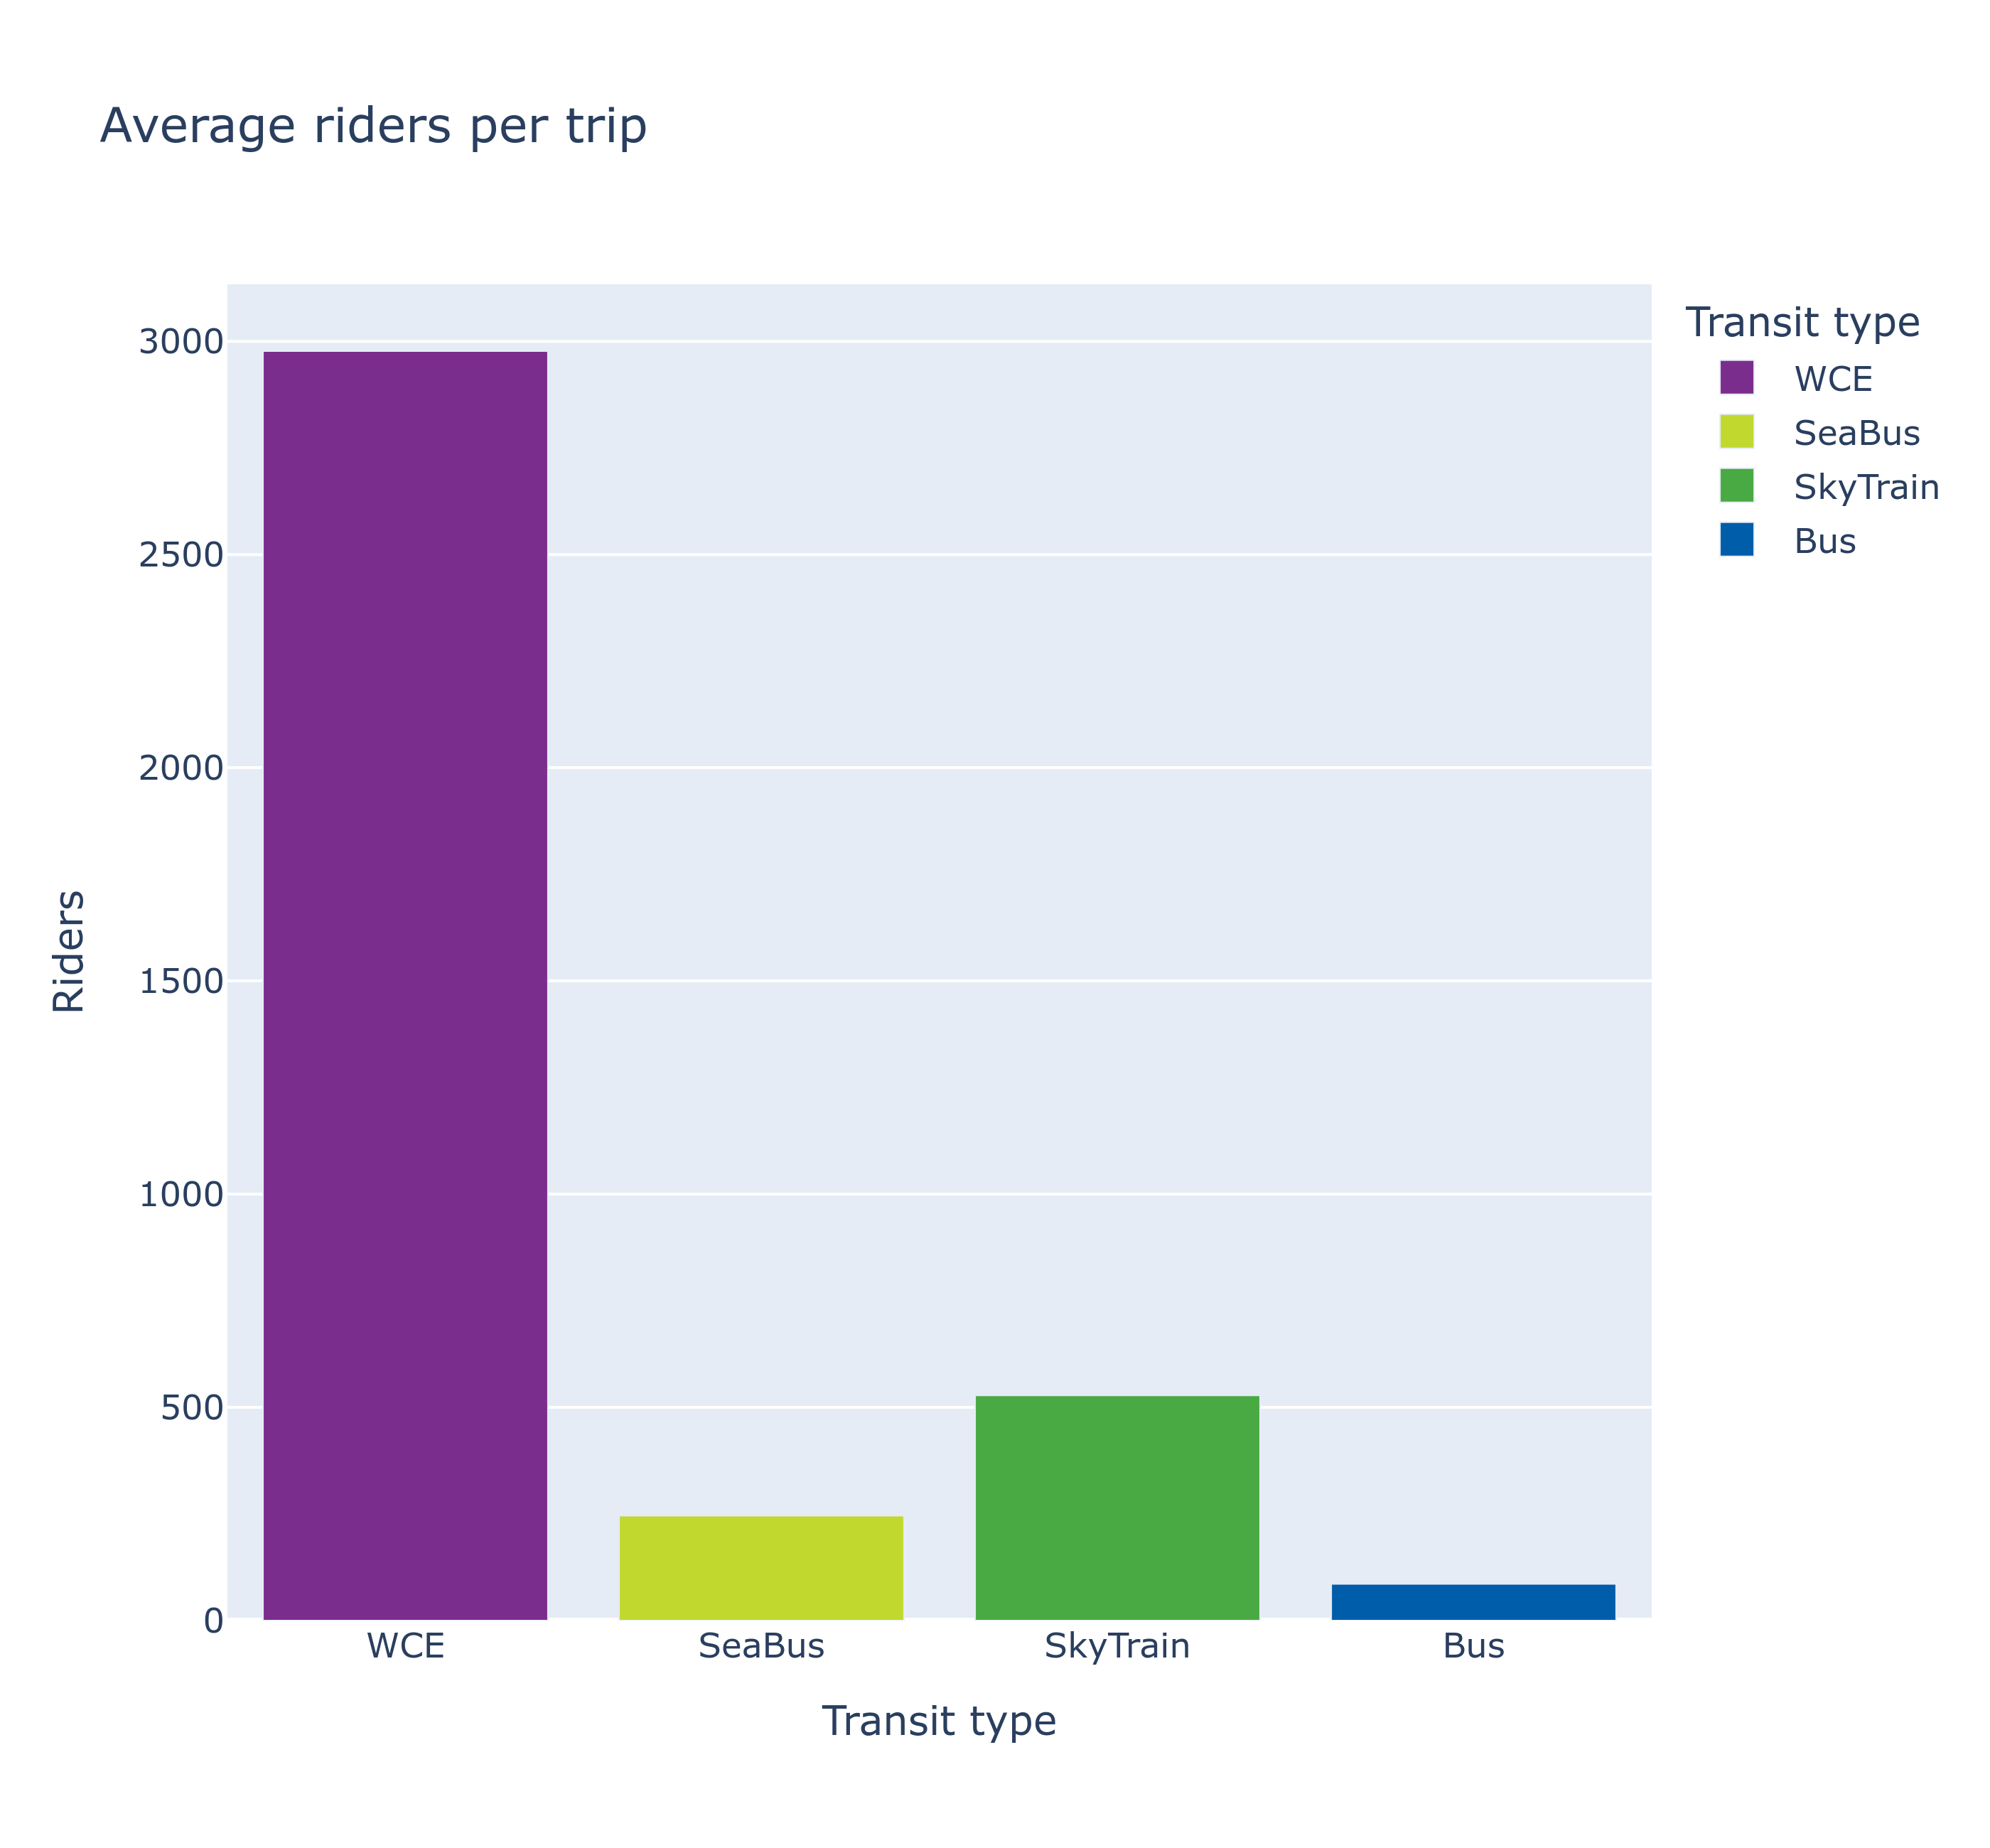 Average riders per trip
3000
2500
2000
1500
1000
500
0
Riders
WCE
SeaBus
SkyTrain
Bus
Transit type
Transit type
WCE
SeaBus
SkyTrain
Bus